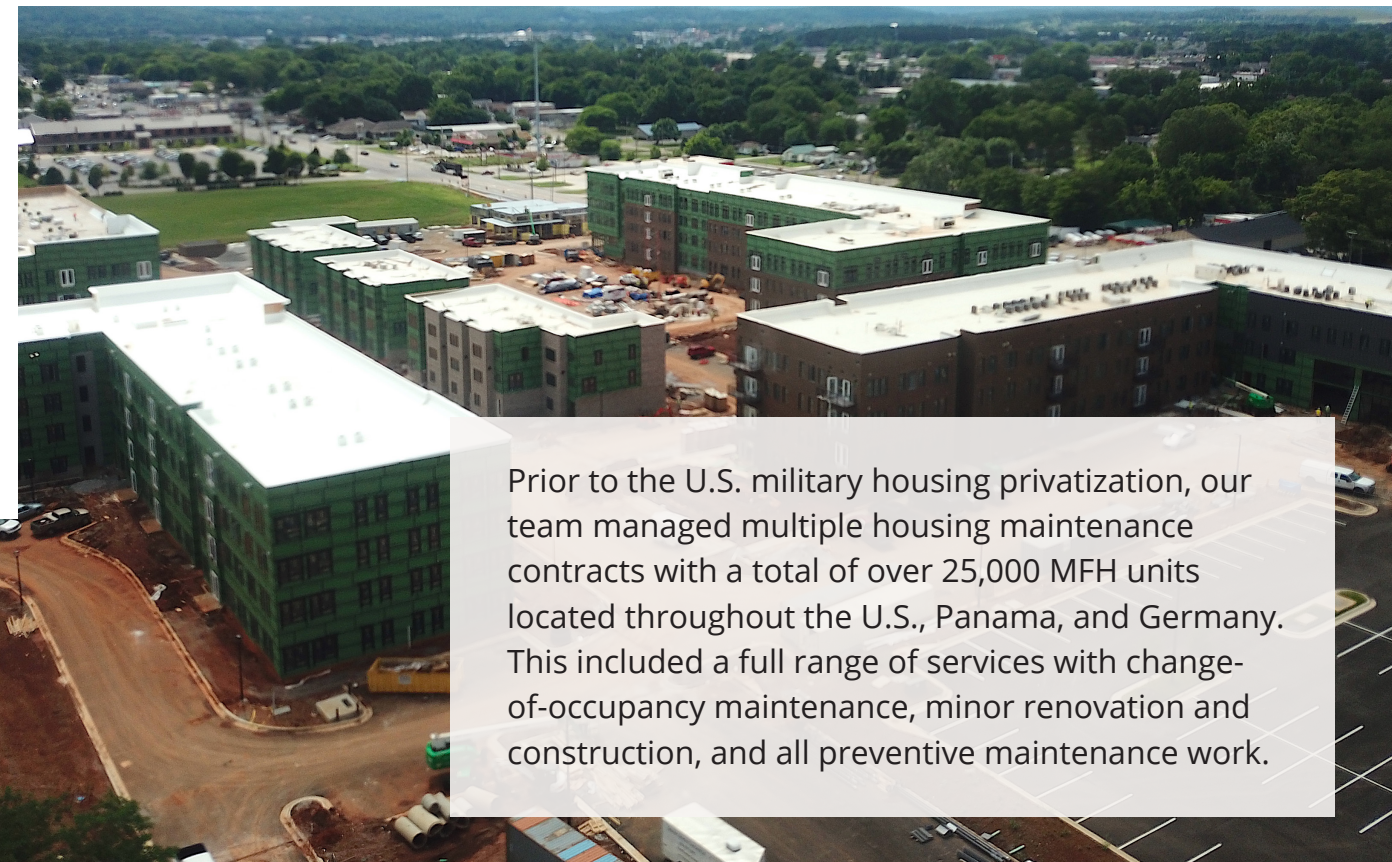 Prior to the U.S. military housing privatization, our
team managed multiple housing maintenance
contracts with a total of over 25,000 MFH units
located throughout the U.S., Panama, and Germany.
This included a full range of services with change-
of-occupancy maintenance, minor renovation and
construction, and all preventive maintenance work.